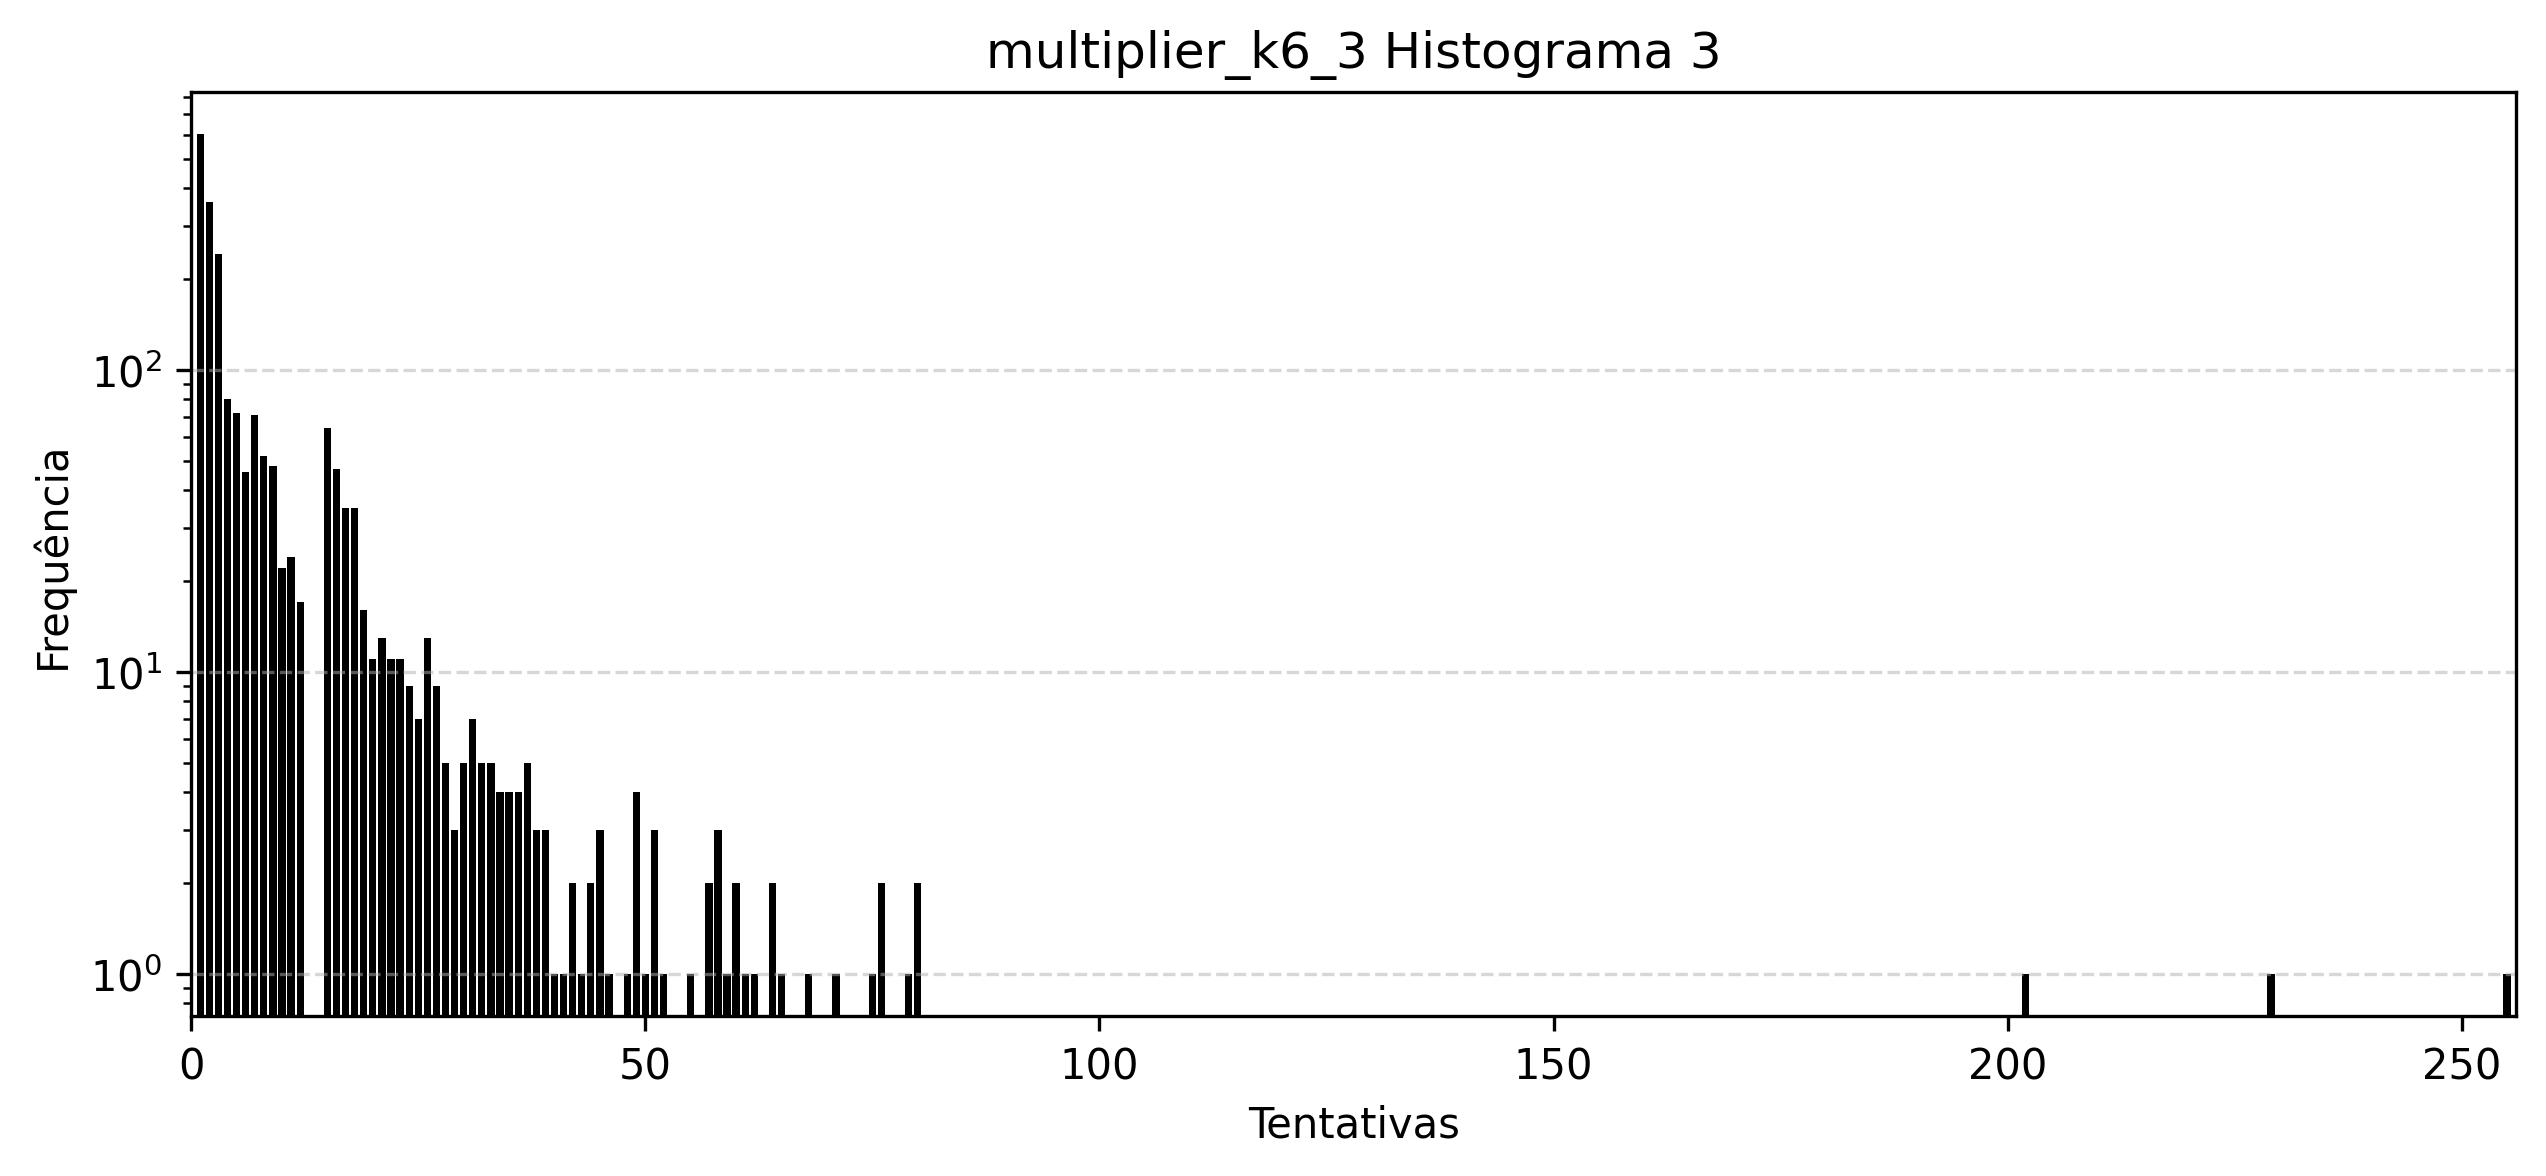 multiplier_k6_3 Histograma 3
Frequência
10²
10¹
10⁰
0 50 100 150 200 250
Tentativas